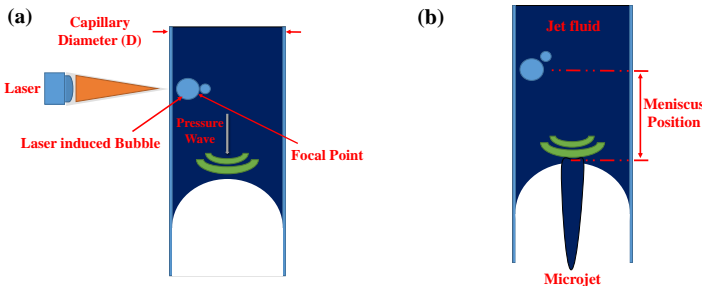 (a)
Capillary
Diameter (D)
Laser
Pressure
Wave
Laser induced Bubble
Focal Point
(b)
Jet fluid
Meniscus
Position
Microjet